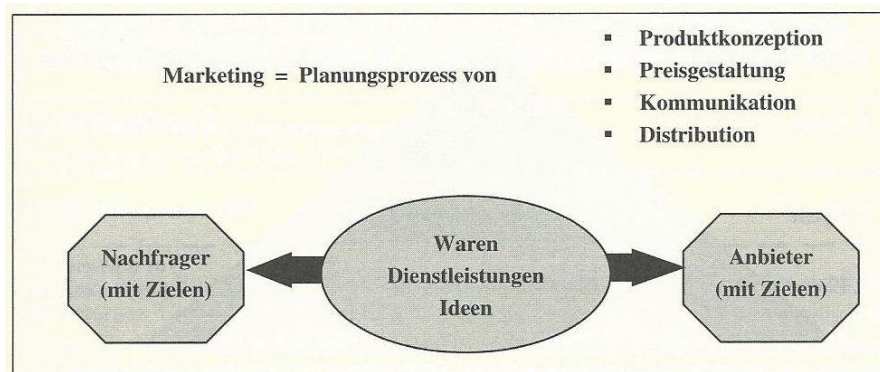 ▪ Produktkonzeption
Marketing = Planungsprozess von
▪ Preisgestaltung
▪ Kommunikation
▪ Distribution
Nachfrager
(mit Zielen)
Waren
Dienstleistungen
Ideen
Anbieter
(mit Zielen)